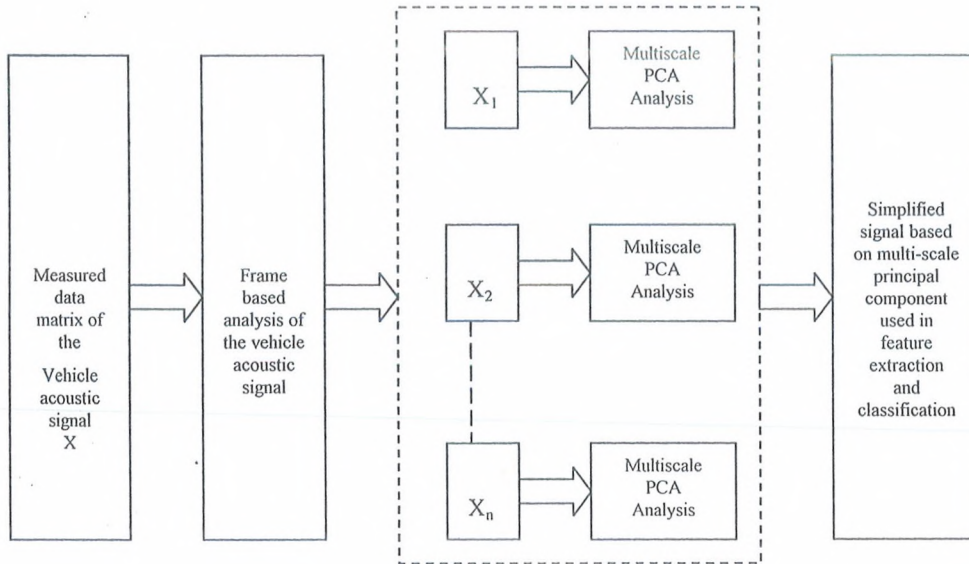 Measured
data
matrix of
the
Vehicle
acoustic
signal
X
Frame
based
analysis of
the vehicle
acoustic
signal
X1
Multiscale
PCA
Analysis
X2
Multiscale
PCA
Analysis
Xn
Multiscale
PCA
Analysis
Simplified
signal based
on multi-scale
principal
component
used in
feature
extraction
and
classification